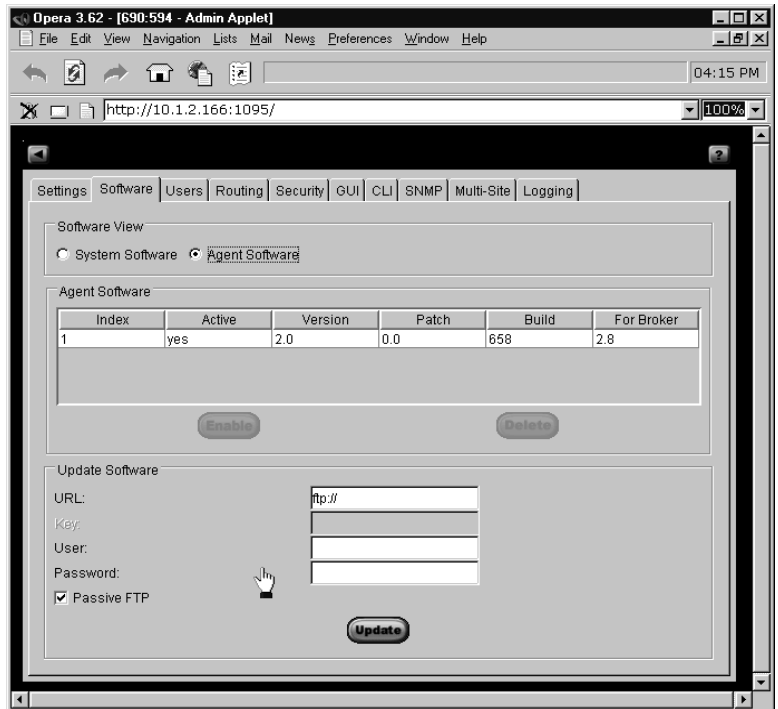 Opera 3.62 - [690:594 - Admin Applet]
File Edit View Navigation Lists Mail News Preferences Window Help
04:15 PM
http://10.1.2.166:1095/ 100%
?
Settings Software Users Routing Security GUI CLI SNMP Multi-Site Logging
Software View
System Software Agent Software
Agent Software
Index Active Version Patch Build For Broker
1 yes 2.0 0.0 658 2.8
Enable Delete
Update Software
URL: ftp://
Key:
User:
Password:
Passive FTP
Update